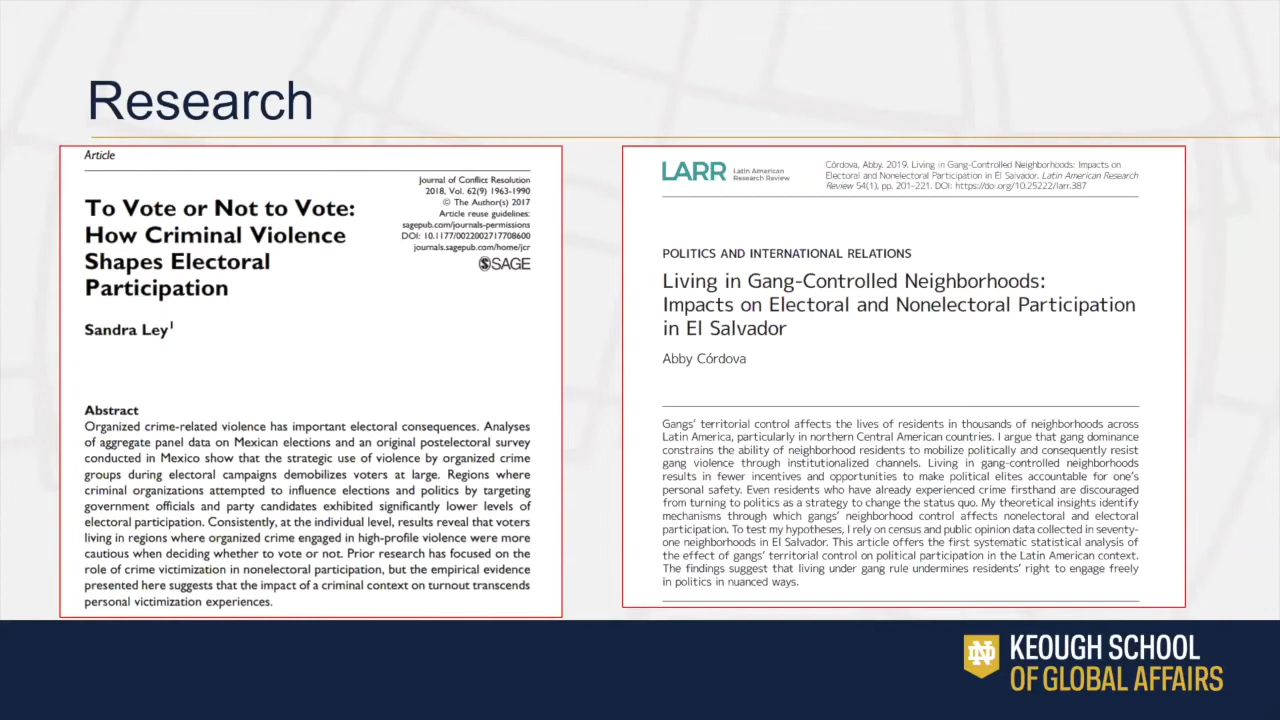 Research
Article
Journal of Conflict Resolution
2018, Vol. 62(9) 1963-1990
© The Author(s) 2017
Article reuse guidelines:
sagepub.com/journals-permissions
DOI: 10.1177/0022002717708600
journals.sagepub.com/home/jcr
SAGE
To Vote or Not to Vote:
How Criminal Violence
Shapes Electoral
Participation
Sandra Ley1
Abstract
Organized crime-related violence has important electoral consequences. Analyses
of aggregate panel data on Mexican elections and an original postelectoral survey
conducted in Mexico show that the strategic use of violence by organized crime
groups during electoral campaigns demobilizes voters at large. Regions where
criminal organizations attempted to influence elections and politics by targeting
government officials and party candidates exhibited significantly lower levels of
electoral participation. Consistently, at the individual level, results reveal that voters
living in regions where organized crime engaged in high-profile violence were more
cautious when deciding whether to vote or not. Prior research has focused on the
role of crime victimization in nonelectoral participation, but the empirical evidence
presented here suggests that the impact of a criminal context on turnout transcends
personal victimization experiences.
LARR Latin American
Research Review
Córdova, Abby. 2019. Living in Gang-Controlled Neighborhoods: Impacts on
Electoral and Nonelectoral Participation in El Salvador. Latin American Research
Review 54(1), pp. 201–221. DOI: https://doi.org/10.25222/larr.387
POLITICS AND INTERNATIONAL RELATIONS
Living in Gang-Controlled Neighborhoods:
Impacts on Electoral and Nonelectoral Participation
in El Salvador
Abby Córdova
Gangs’ territorial control affects the lives of residents in thousands of neighborhoods across
Latin America, particularly in northern Central American countries. I argue that gang dominance
constrains the ability of neighborhood residents to mobilize politically and consequently resist
gang violence through institutionalized channels. Living in gang-controlled neighborhoods
results in fewer incentives and opportunities to make political elites accountable for one’s
personal safety. Even residents who have already experienced crime firsthand are discouraged
from turning to politics as a strategy to change the status quo. My theoretical insights identify
mechanisms through which gangs’ neighborhood control affects nonelectoral and electoral
participation. To test my hypotheses, I rely on census and public opinion data collected in seventy-
one neighborhoods in El Salvador. This article offers the first systematic statistical analysis of
the effect of gangs’ territorial control on political participation in the Latin American context.
The findings suggest that living under gang rule undermines residents’ right to engage freely
in politics in nuanced ways.
ND
KEOUGH SCHOOL
OF GLOBAL AFFAIRS